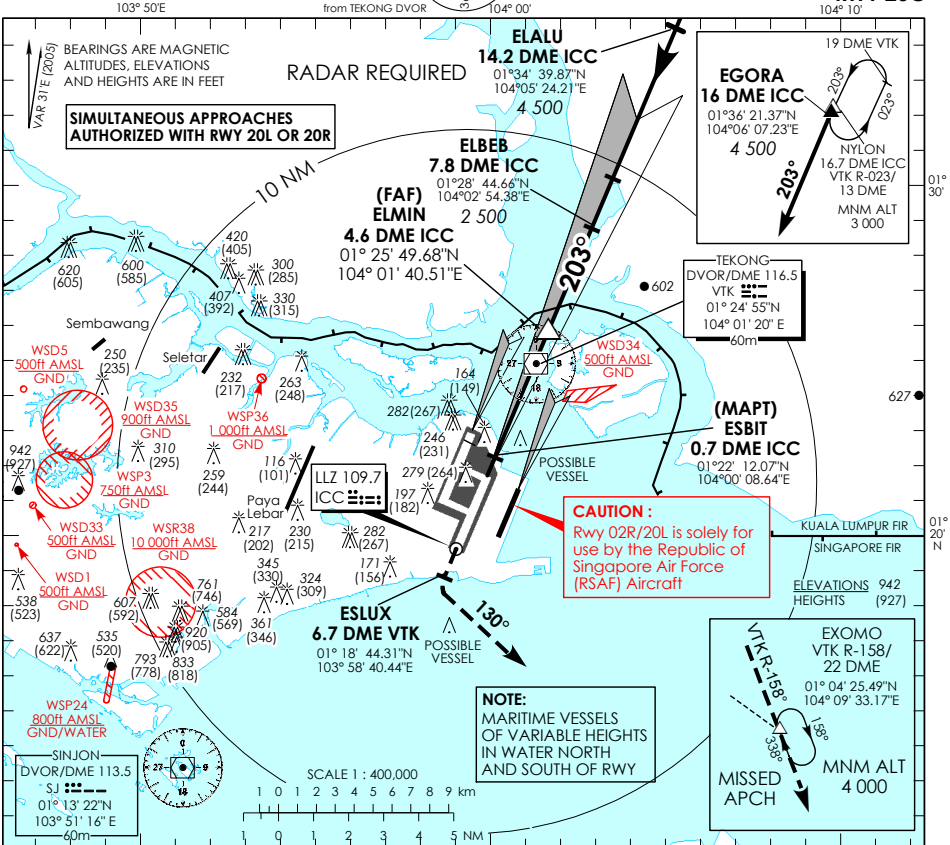 103° 50'E
from TEKONG DVOR
104° 00'
104° 10'
VAR 31'E (2005)
BEARINGS ARE MAGNETIC
ALTITUDES, ELEVATIONS
AND HEIGHTS ARE IN FEET
RADAR REQUIRED
SIMULTANEOUS APPROACHES
AUTHORIZED WITH RWY 20L OR 20R
ELALU
14.2 DME ICC
01°34' 39.87"N
104°05' 24.21"E
4 500
19 DME VTK
EGORA
16 DME ICC
01°36' 21.37"N
104°06' 07.23"E
4 500
203°
023°
NYLON
16.7 DME ICC
VTK R-023/
13 DME
MNM ALT
3 000
203°
01°
30'
10 NM
ELBEB
7.8 DME ICC
01°28' 44.66"N
104°02' 54.38"E
2 500
(FAF)
ELMIN
4.6 DME ICC
01° 25' 49.68"N
104° 01' 40.51"E
203°
TEKONG
DVOR/DME 116.5
VTK
01° 24' 55"N
104° 01' 20" E
60m
602
627
620
(605)
600
(585)
420
(405)
300
(285)
407
(392)
330
(315)
Sembawang
Seletar
WSD5
500ft AMSL
GND
250
(235)
232
(217)
263
(248)
WSP36
1 000ft AMSL
GND
WSD34
500ft AMSL
GND
27
9
18
164
(149)
282(267)
246
(231)
279 (264)
197
(182)
WSD35
900ft AMSL
GND
310
(295)
259
(244)
116
(101)
942
(927)
WSP3
750ft AMSL
GND
LLZ 109.7
ICC
Paya
Lebar
POSSIBLE
VESSEL
(MAPT)
ESBIT
0.7 DME ICC
01°22' 12.07"N
104°00' 08.64"E
WSD33
500ft AMSL
GND
WSR38
10 000ft AMSL
GND
217
(202)
230
(215)
282
(267)
171
(156)
CAUTION :
Rwy 02R/20L is solely for
use by the Republic of
Singapore Air Force
(RSAF) Aircraft
KUALA LUMPUR FIR
SINGAPORE FIR
01°
20'
N
WSD1
500ft AMSL
GND
538
(523)
607
(592)
761
(746)
345
(330)
324
(309)
584
(569)
361
(346)
920
(905)
ELEVATIONS 942
HEIGHTS (927)
ESLUX
6.7 DME VTK
01° 18' 44.31"N
103° 58' 40.44"E
130°
POSSIBLE
VESSEL
637
(622)
535
(520)
793
(778)
833
(818)
WSP24
800ft AMSL
GND/WATER
NOTE:
MARITIME VESSELS
OF VARIABLE HEIGHTS
IN WATER NORTH
AND SOUTH OF RWY
VTK R-158°
EXOMO
VTK R-158/
22 DME
01° 04' 25.49"N
104° 09' 33.17"E
158°
338°
MISSED
APCH
MNM ALT
4 000
SINJON
DVOR/DME 113.5
SJ
01° 13' 22"N
103° 51' 16" E
60m
27
9
18
SCALE 1 : 400,000
1 0 1 2 3 4 5 6 7 8 9 km
1 0 1 2 3 4 5 NM